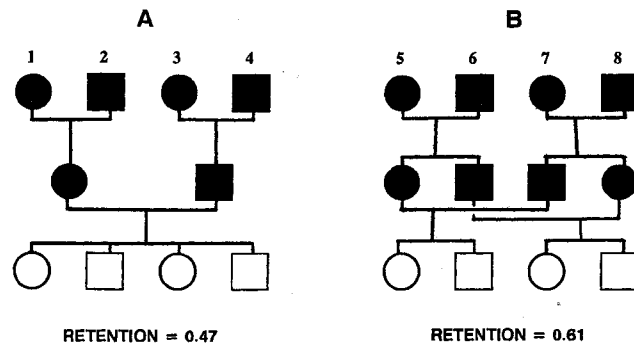 A
B
1 2 3 4
5 6 7 8
RETENTION = 0.47
RETENTION = 0.61